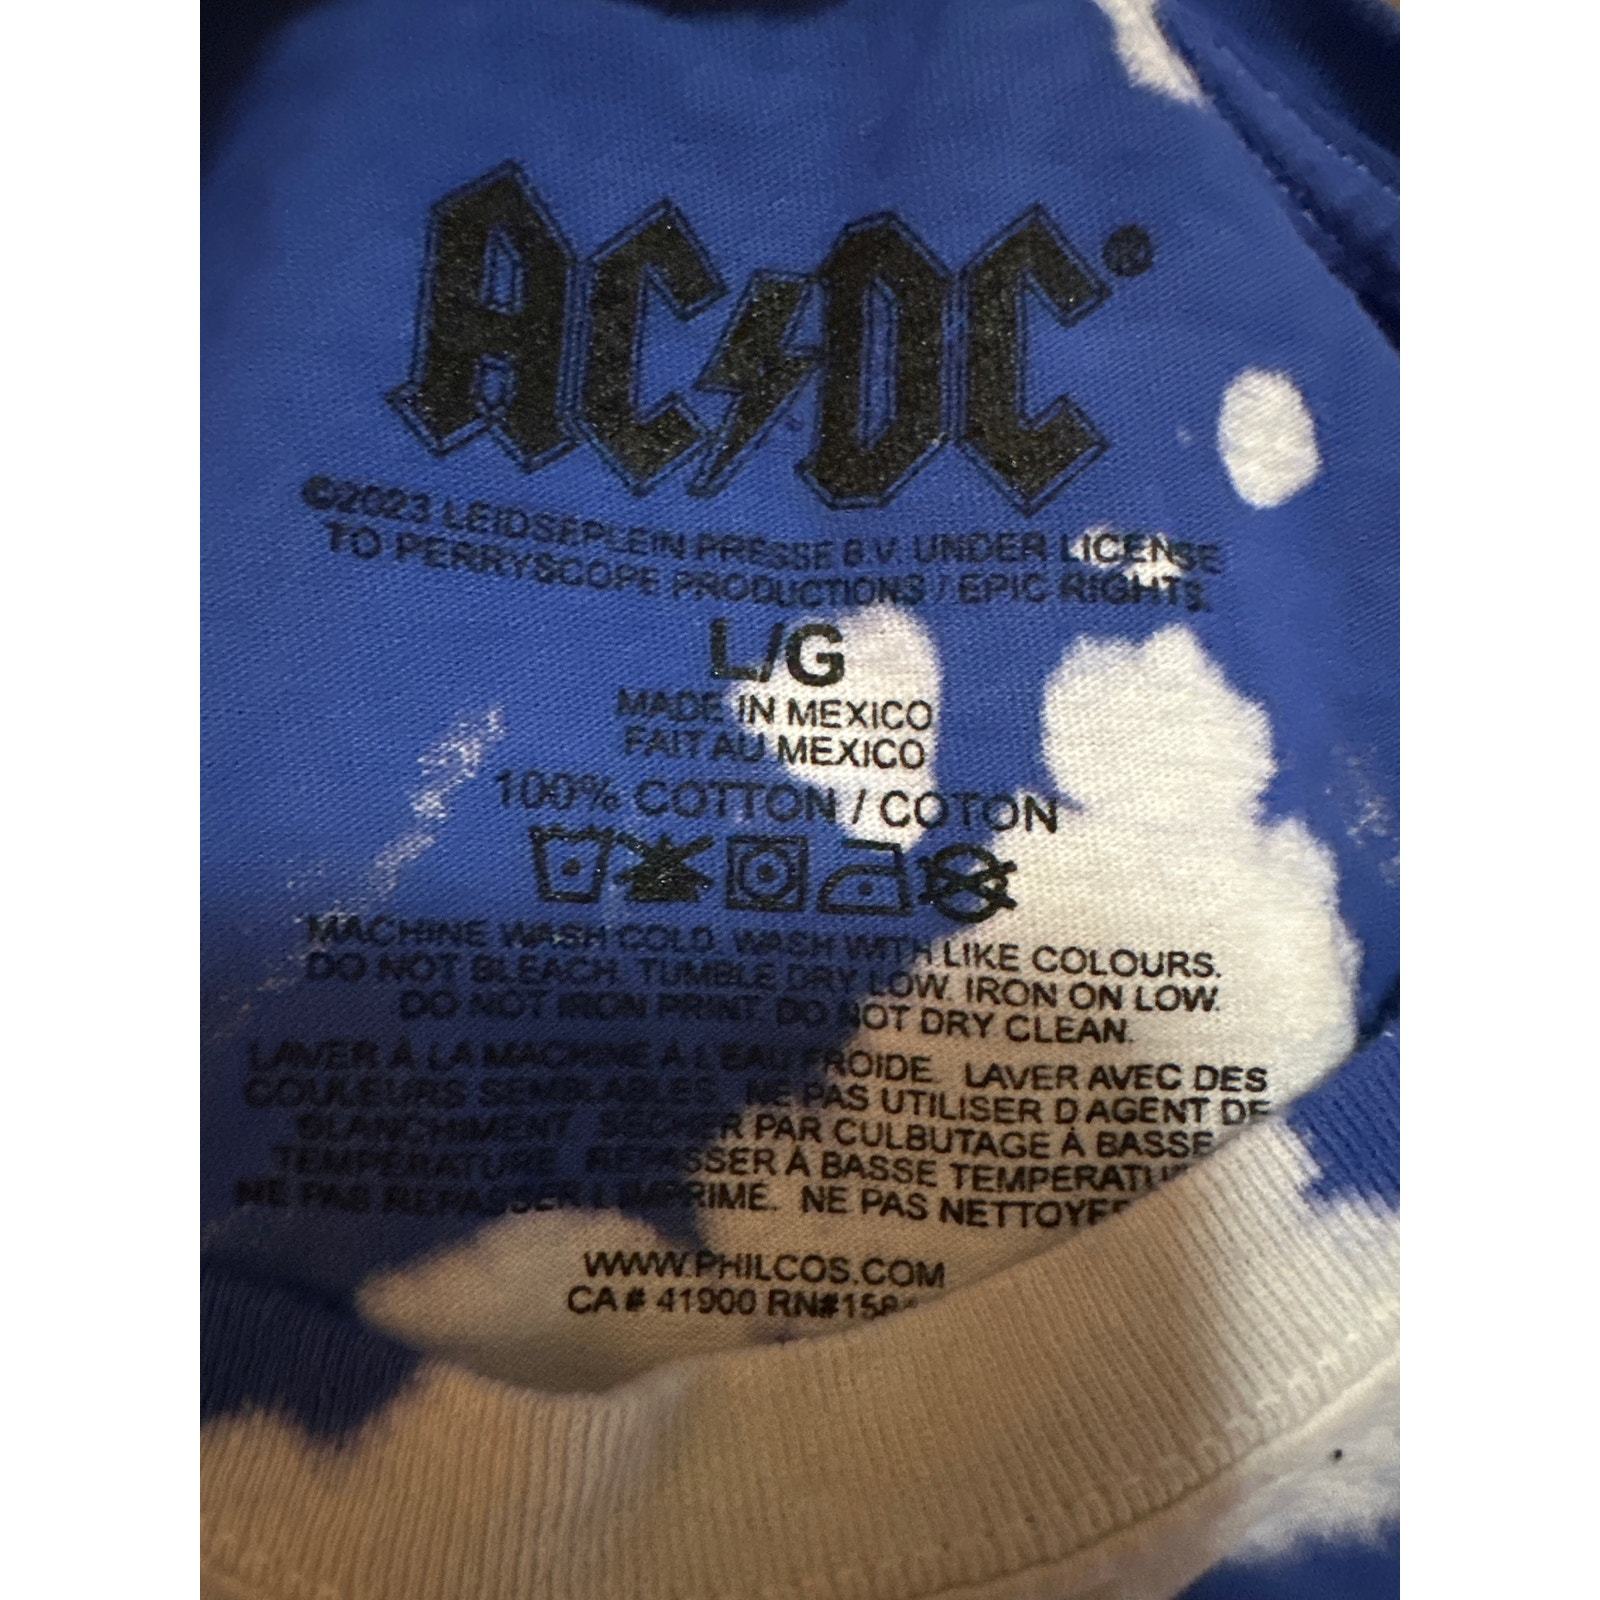 AC⚡DC®
©2023 LEIDSEPLEIN PRESSE B.V. UNDER LICENSE
TO PERRYSCOPE PRODUCTIONS / EPIC RIGHTS.
L/G
MADE IN MEXICO
FAIT AU MEXICO
100% COTTON / COTON
MACHINE WASH COLD. WASH WITH LIKE COLOURS.
DO NOT BLEACH. TUMBLE DRY LOW. IRON ON LOW.
DO NOT IRON PRINT. DO NOT DRY CLEAN.
LAVER À LA MACHINE À L'EAU FROIDE. LAVER AVEC DES
COULEURS SEMBLABLES. NE PAS UTILISER D AGENT DE
BLANCHIMENT. SÉCHER PAR CULBUTAGE À BASSE
TEMPÉRATURE. REPASSER À BASSE
NE PAS REPASSER L IMPRIME. NE PAS
WWW.PHILCOS.COM
CA # 41900